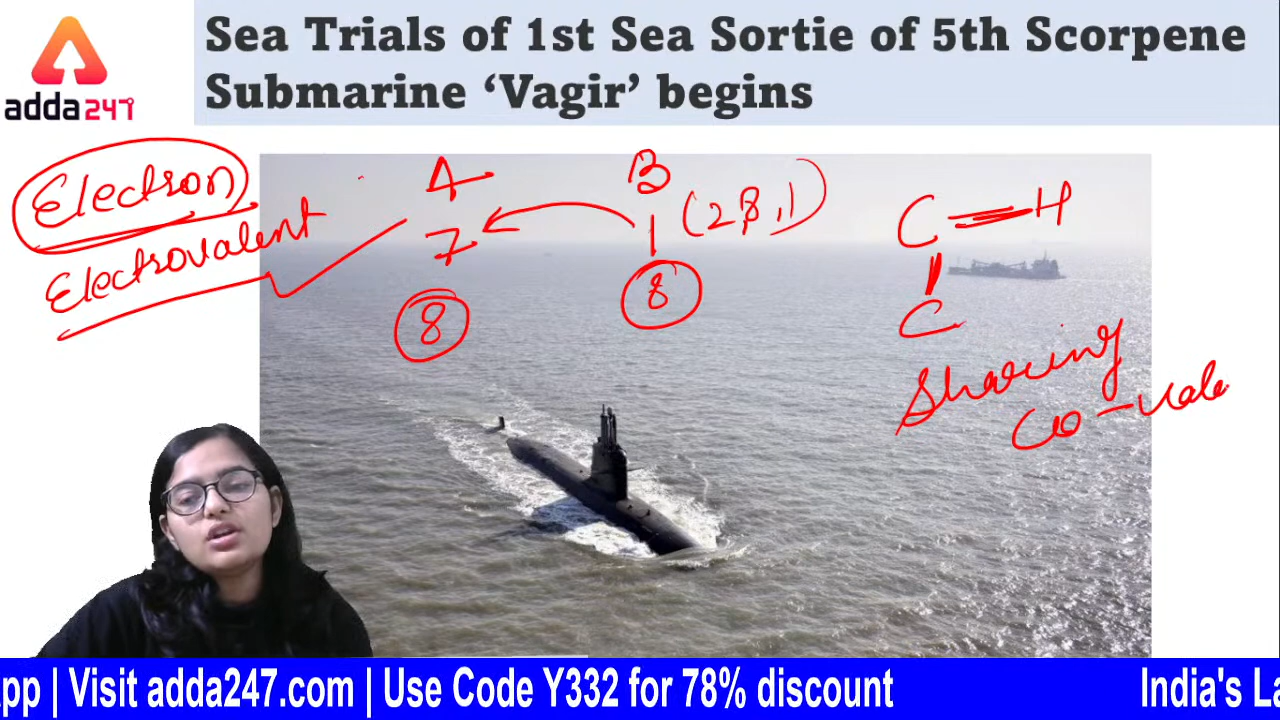 Sea Trials of 1st Sea Sortie of 5th Scorpene
Submarine ‘Vagir’ begins
adda247
Electron
Electrovalent
A
B
7
1 (2,8,1)
8
8
C = H
C
Sharing
Co-vale
App | Visit adda247.com | Use Code Y332 for 78% discount
India's La